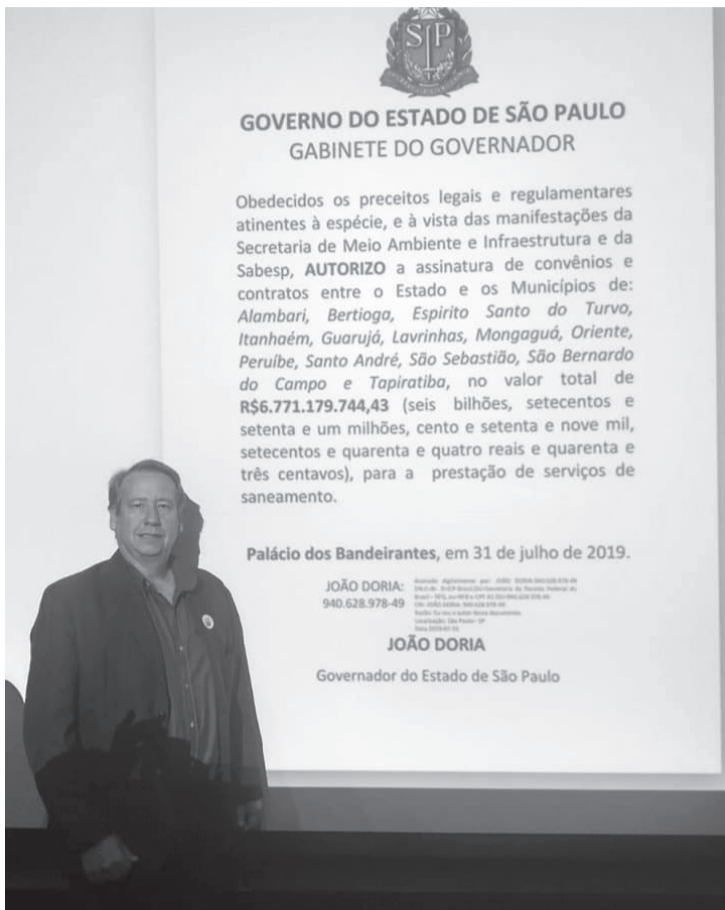 SP
GOVERNO DO ESTADO DE SÃO PAULO
GABINETE DO GOVERNADOR
Obedecidos os preceitos legais e regulamentares
atinentes à espécie, e à vista das manifestações da
Secretaria de Meio Ambiente e Infraestrutura e da
Sabesp, AUTORIZO a assinatura de convênios e
contratos entre o Estado e os Municípios de:
Alambari, Bertioga, Espirito Santo do Turvo,
Itanhaém, Guarujá, Lavrinhas, Mongaguá, Oriente,
Peruíbe, Santo André, São Sebastião, São Bernardo
do Campo e Tapiratiba, no valor total de
R$6.771.179.744,43 (seis bilhões, setecentos e
setenta e um milhões, cento e setenta e nove mil,
setecentos e quarenta e quatro reais e quarenta e
três centavos), para a prestação de serviços de
saneamento.
Palácio dos Bandeirantes, em 31 de julho de 2019.
JOÃO DORIA:
940.628.978-49
JOÃO DORIA
Governador do Estado de São Paulo